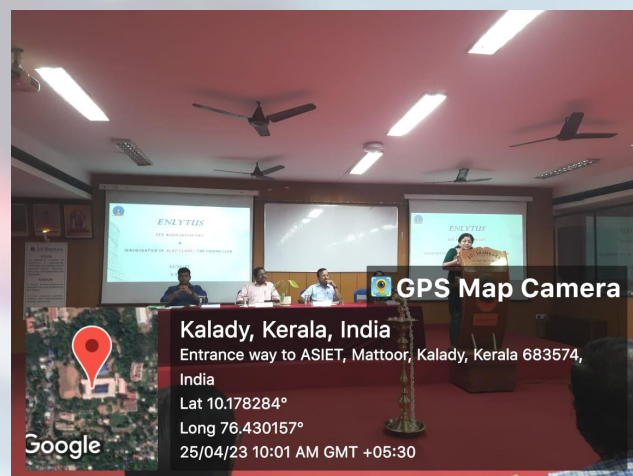 ENLYTUS
ENLYTUS
GPS Map Camera
Kalady, Kerala, India
Entrance way to ASIET, Mattoor, Kalady, Kerala 683574,
India
Lat 10.178284°
Long 76.430157°
25/04/23 10:01 AM GMT +05:30
Google